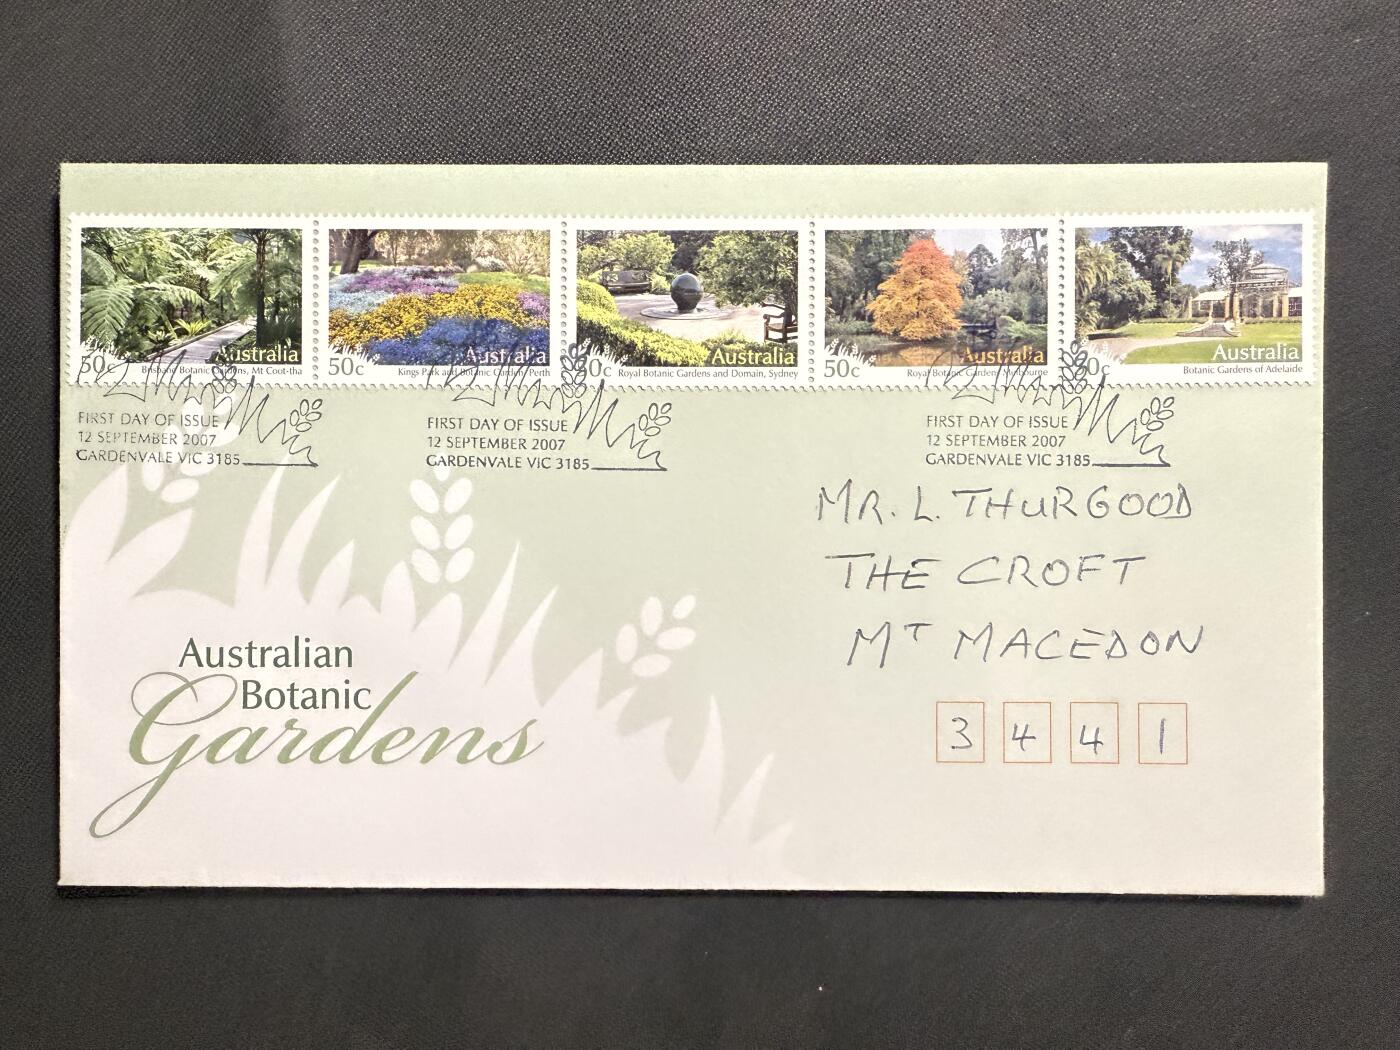 50c Australia
Brisbane Botanic Gardens, Mt Coot-tha
50c Australia
Kings Park and Botanic Garden, Perth
50c Australia
Royal Botanic Gardens and Domain, Sydney
50c Australia
Royal Botanic Gardens, Melbourne
50c Australia
Botanic Gardens of Adelaide
FIRST DAY OF ISSUE
12 SEPTEMBER 2007
GARDENVALE VIC 3185
FIRST DAY OF ISSUE
12 SEPTEMBER 2007
GARDENVALE VIC 3185
FIRST DAY OF ISSUE
12 SEPTEMBER 2007
GARDENVALE VIC 3185
MR. L. THURGOOD
THE CROFT
MT MACEDON
3441
Australian
Botanic
Gardens